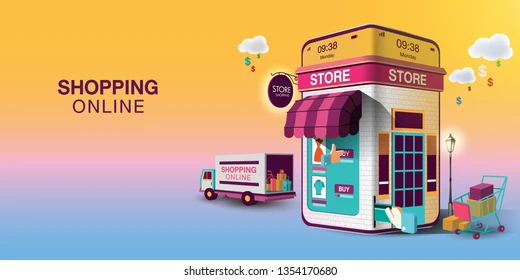 SHOPPING
ONLINE
09:38
Monday
09:38
Monday
STORE
STORE
STORE
SHOPPING
SHOPPING
ONLINE
BUY
BUY
$
$
$
$
$
shutterstock.com · 1354170680